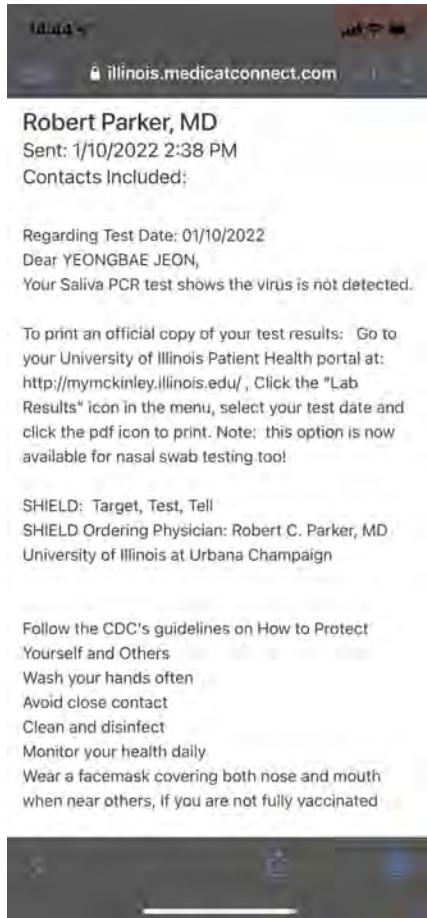 illinois.medicatconnect.com
Robert Parker, MD
Sent: 1/10/2022 2:38 PM
Contacts Included:
Regarding Test Date: 01/10/2022
Dear YEONGBAE JEON,
Your Saliva PCR test shows the virus is not detected.
To print an official copy of your test results:   Go to
your University of Illinois Patient Health portal at:
http://mymckinley.illinois.edu/ , Click the "Lab
Results" icon in the menu, select your test date and
click the pdf icon to print. Note:  this option is now
available for nasal swab testing too!
SHIELD:  Target, Test, Tell
SHIELD Ordering Physician: Robert C. Parker, MD
University of Illinois at Urbana Champaign
Follow the CDC's guidelines on How to Protect
Yourself and Others
Wash your hands often
Avoid close contact
Clean and disinfect
Monitor your health daily
Wear a facemask covering both nose and mouth
when near others, if you are not fully vaccinated